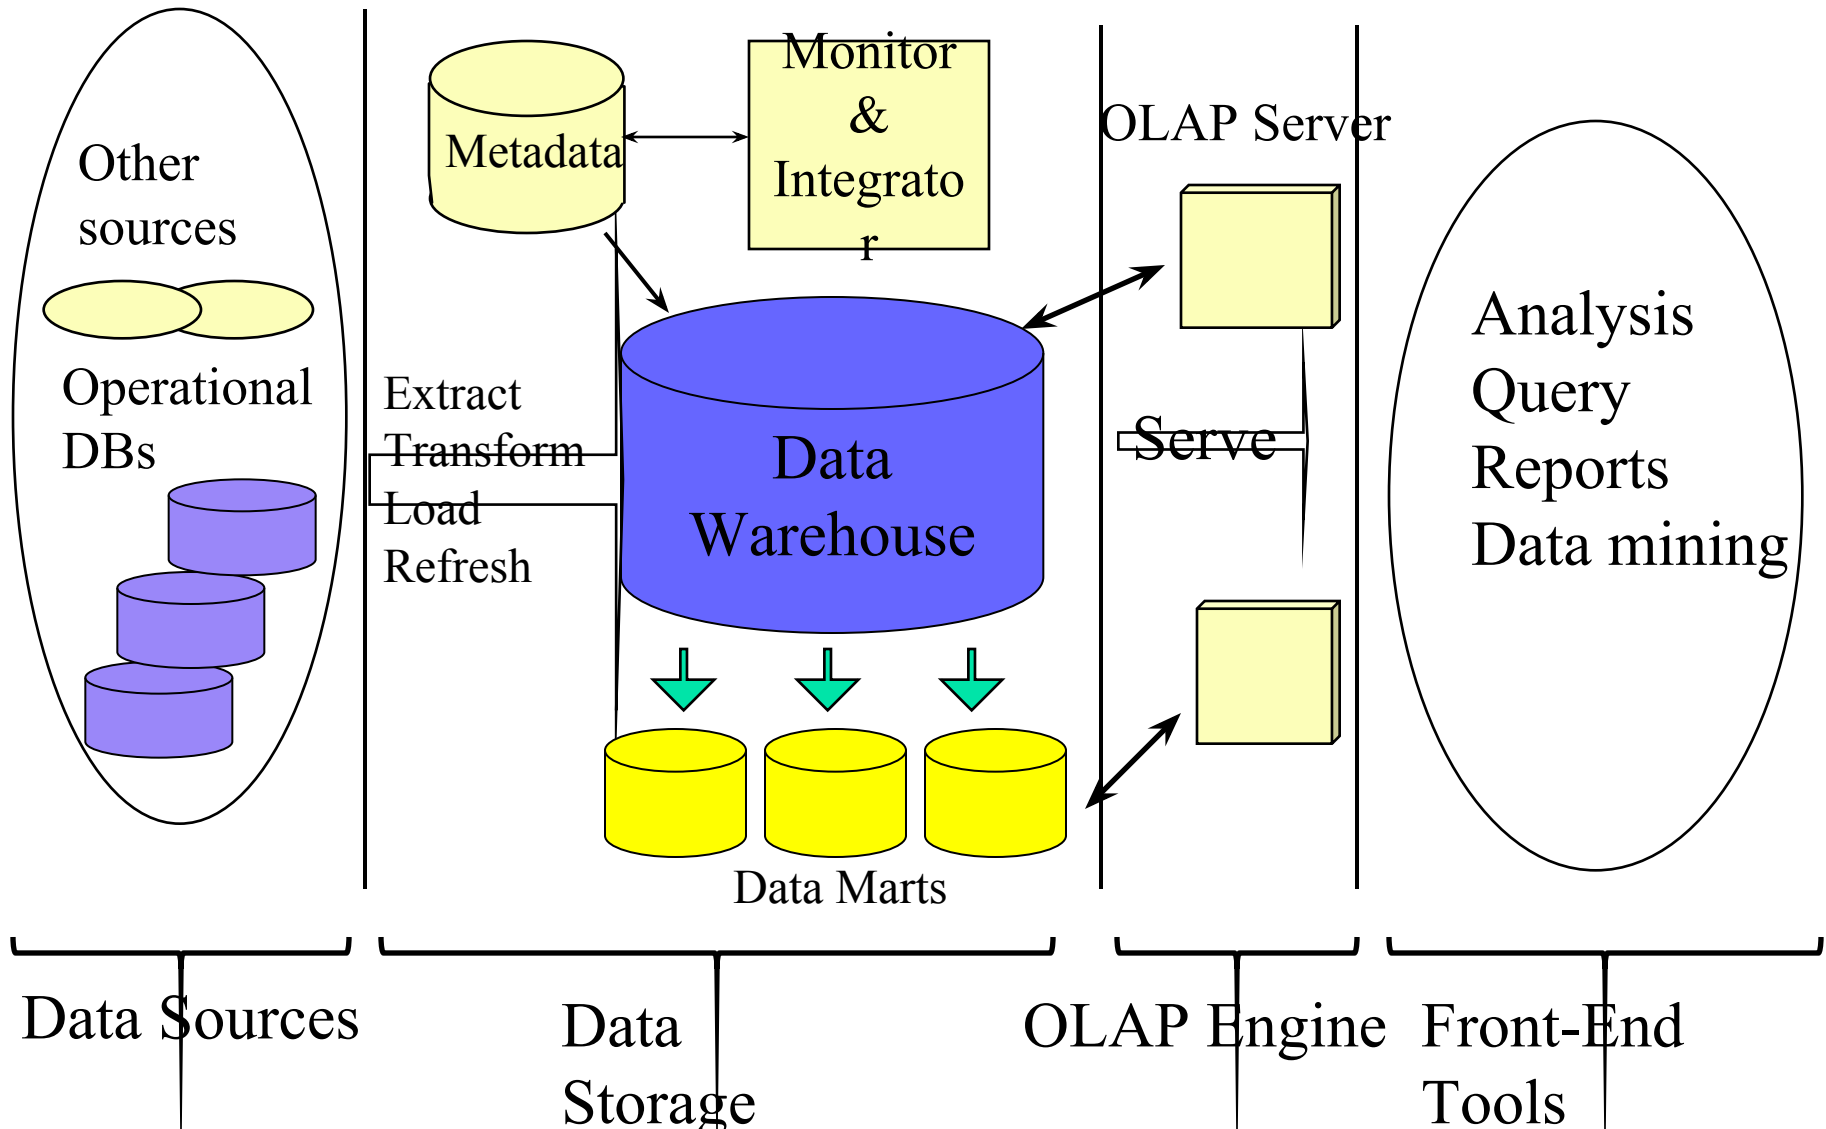 Other
sources
Operational
DBs
Extract
Transform
Load
Refresh
Metadata
Monitor
&
Integrato
r
Data
Warehouse
Data Marts
OLAP Server
Serve
Analysis
Query
Reports
Data mining
Data Sources
Data
Storage
OLAP Engine
Front-End
Tools